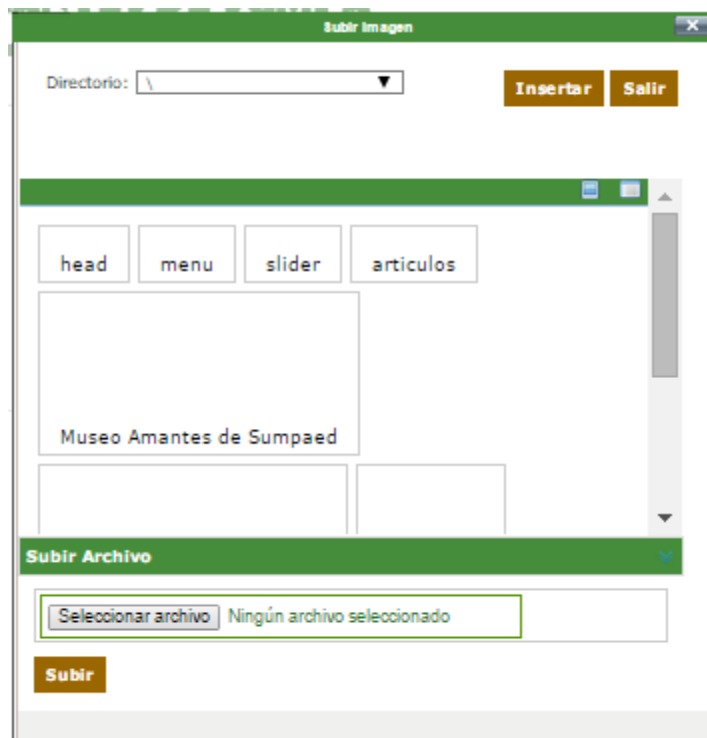 Subir Imagen
Directorio: \
Insertar Salir
head menu slider articulos
Museo Amantes de Sumpaed
Subir Archivo
Seleccionar archivo Ningún archivo seleccionado
Subir